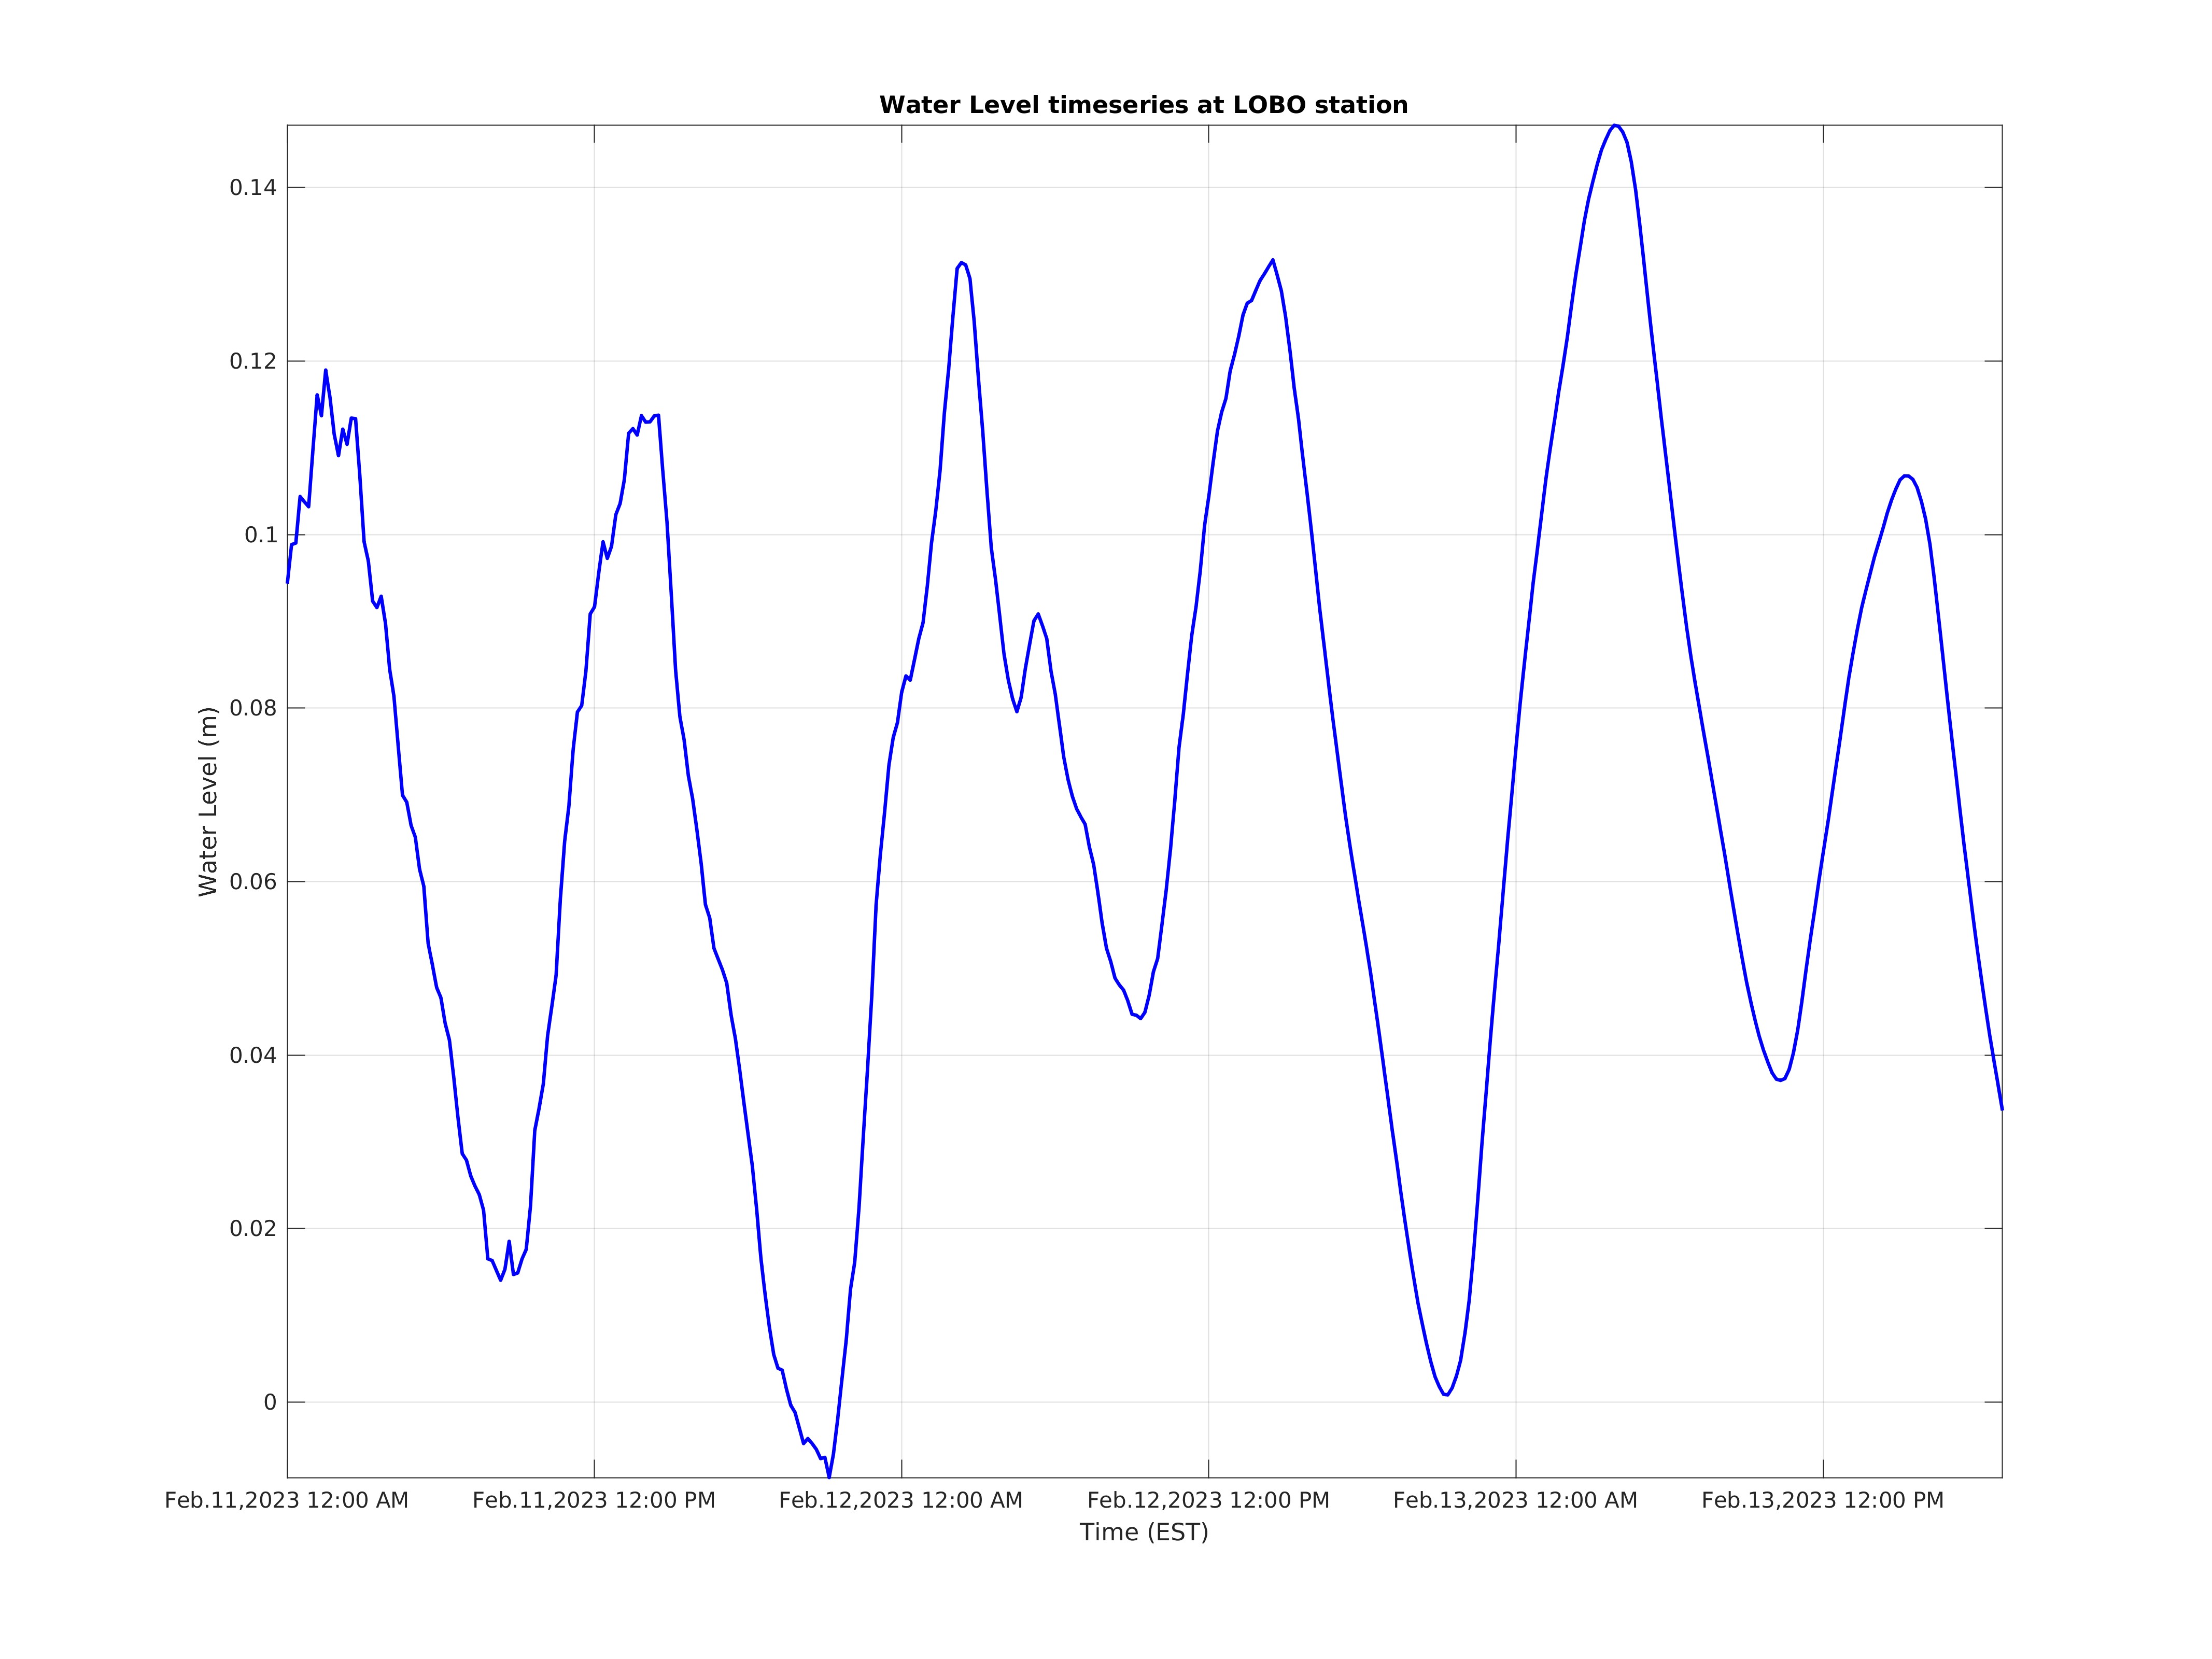 Water Level timeseries at LOBO station
0.14
0.12
0.1
0.08
0.06
0.04
0.02
0
Water Level (m)
Feb.11,2023 12:00 AM
Feb.11,2023 12:00 PM
Feb.12,2023 12:00 AM
Feb.12,2023 12:00 PM
Feb.13,2023 12:00 AM
Feb.13,2023 12:00 PM
Time (EST)